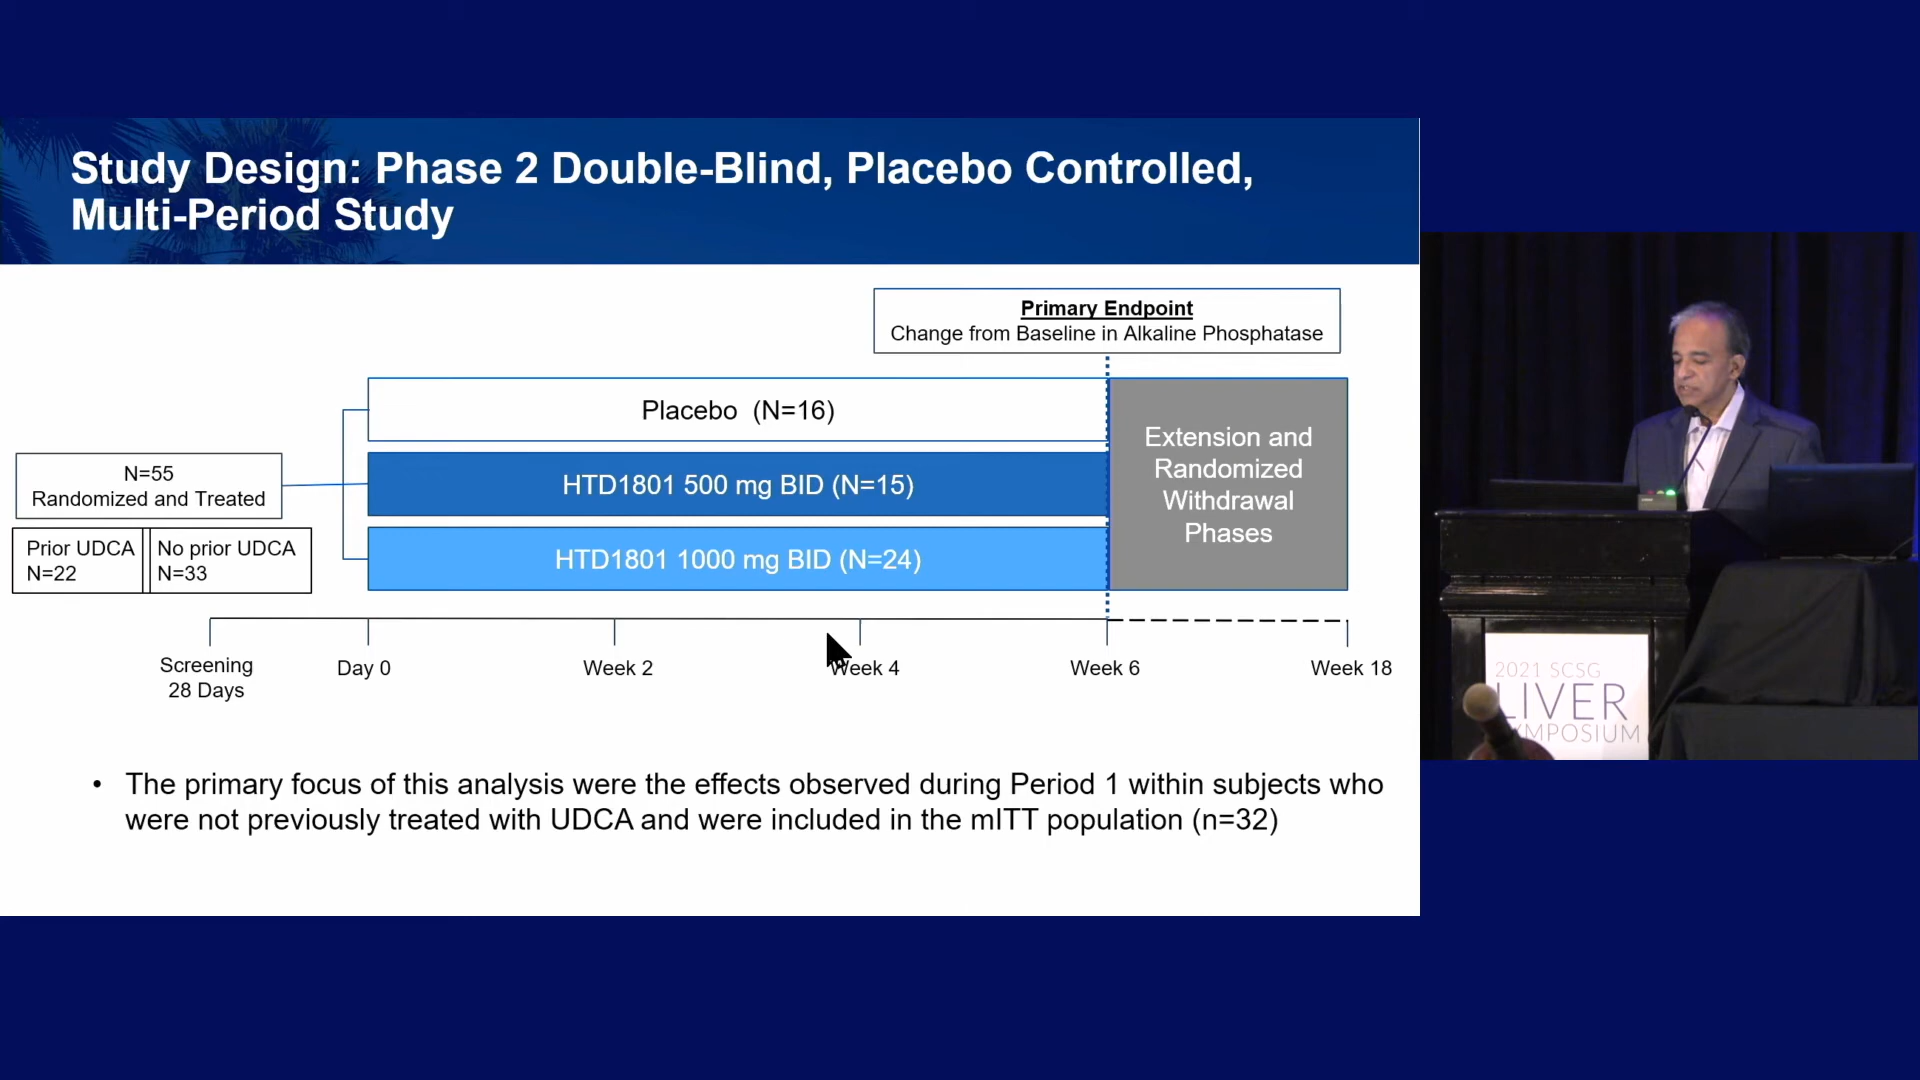 Study Design: Phase 2 Double-Blind, Placebo Controlled,
Multi-Period Study
Primary Endpoint
Change from Baseline in Alkaline Phosphatase
Placebo (N=16)
HTD1801 500 mg BID (N=15)
HTD1801 1000 mg BID (N=24)
Extension and
Randomized
Withdrawal
Phases
N=55
Randomized and Treated
Prior UDCA
N=22
No prior UDCA
N=33
Screening
28 Days
Day 0
Week 2
Week 4
Week 6
Week 18
• The primary focus of this analysis were the effects observed during Period 1 within subjects who
were not previously treated with UDCA and were included in the mITT population (n=32)
2021 SCSG
LIVER
YMPOSIUM